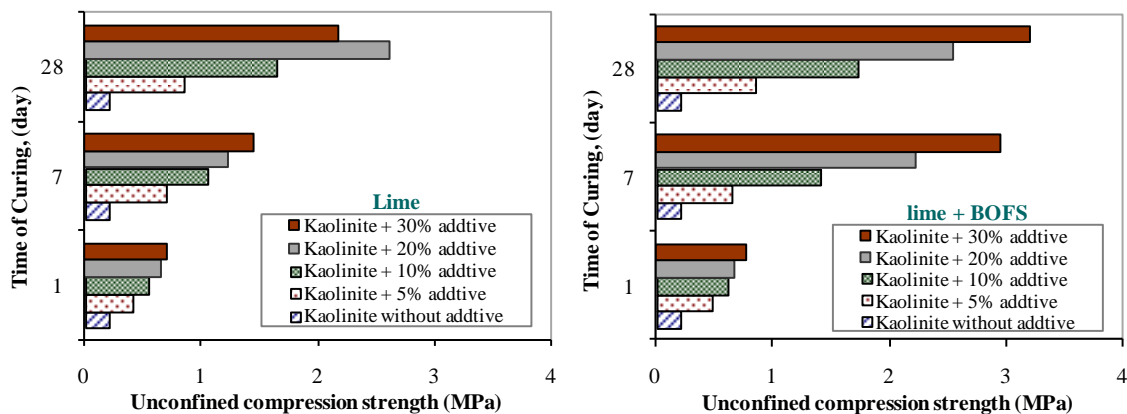 Time of Curing, (day)
28
7
1
Lime
Kaolinite + 30% addtive
Kaolinite + 20% addtive
Kaolinite + 10% addtive
Kaolinite + 5% addtive
Kaolinite without addtive
0 1 2 3 4
Unconfined compression strength (MPa)
Time of Curing, (day)
28
7
1
lime + BOFS
Kaolinite + 30% addtive
Kaolinite + 20% addtive
Kaolinite + 10% addtive
Kaolinite + 5% addtive
Kaolinite without addtive
0 1 2 3 4
Unconfined compression strength (MPa)